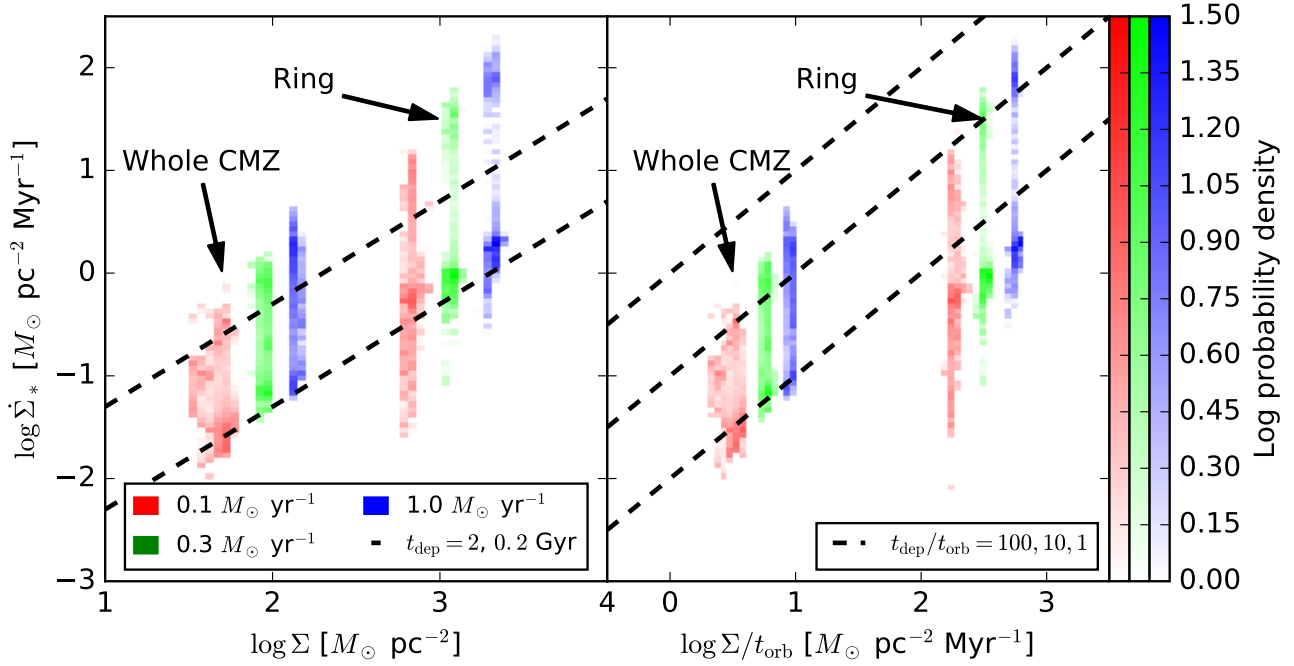 2
1
0
−1
−2
−3
log Σ̇∗ [M⊙ pc−2 Myr−1]
Whole CMZ
Ring
0.1 M⊙ yr−1
0.3 M⊙ yr−1
1.0 M⊙ yr−1
tdep = 2, 0.2 Gyr
1 2 3 4
log Σ [M⊙ pc−2]
Whole CMZ
Ring
tdep/torb = 100, 10, 1
0 1 2 3
log Σ/torb [M⊙ pc−2 Myr−1]
1.50
1.35
1.20
1.05
0.90
0.75
0.60
0.45
0.30
0.15
0.00
Log probability density